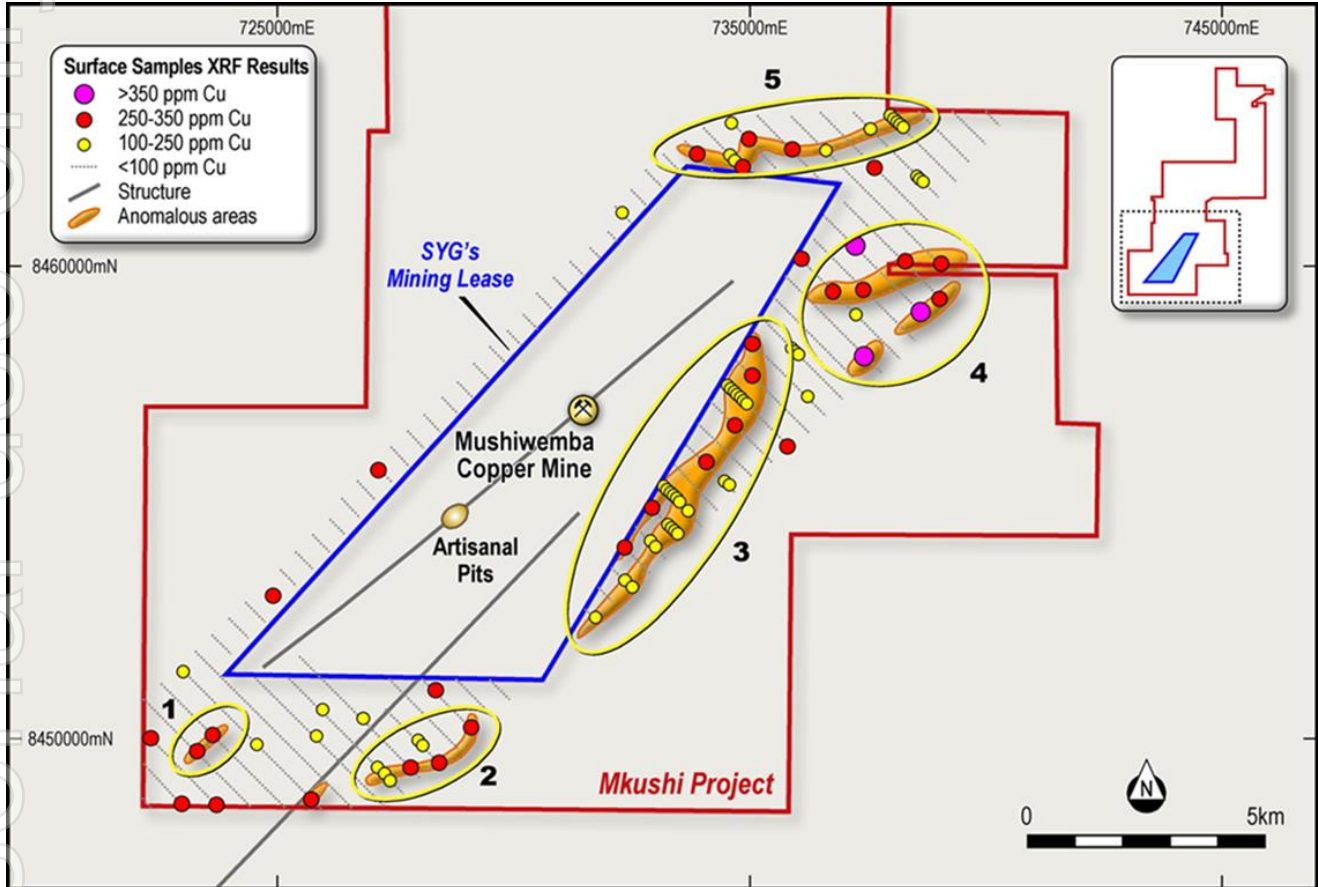 725000mE
735000mE
745000mE
Surface Samples XRF Results
>350 ppm Cu
250-350 ppm Cu
100-250 ppm Cu
<100 ppm Cu
Structure
Anomalous areas
5
8460000mN
SYG's
Mining Lease
4
Mushiwemba
Copper Mine
Artisanal
Pits
3
1
8450000mN
2
Mkushi Project
N
0
5km